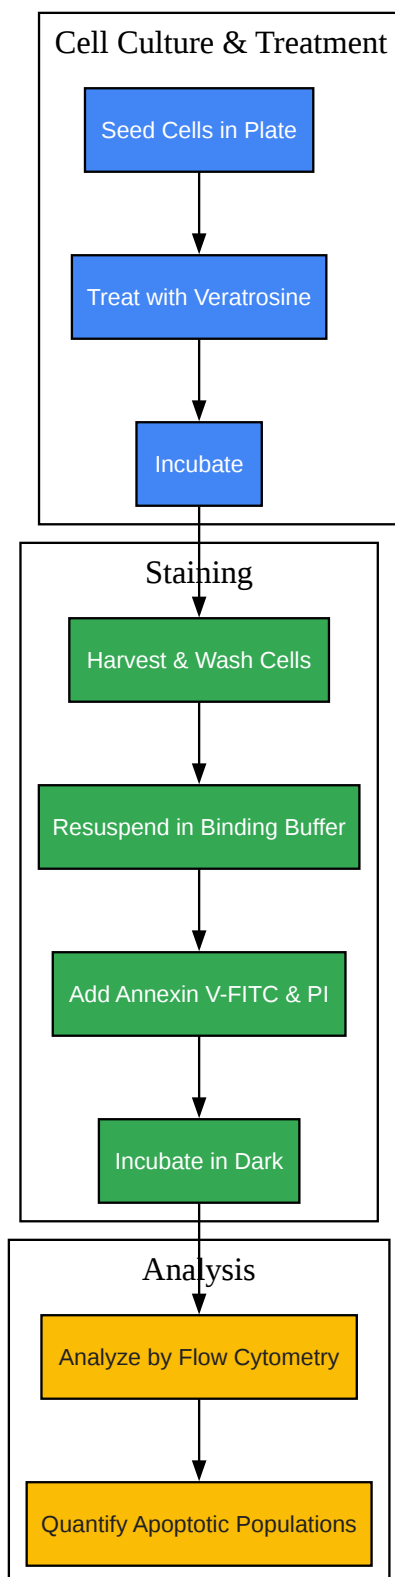 Cell Culture & Treatment
Seed Cells in Plate
Treat with Veratrosine
Incubate
Staining
Harvest & Wash Cells
Resuspend in Binding Buffer
Add Annexin V-FITC & PI
Incubate in Dark
Analysis
Analyze by Flow Cytometry
Quantify Apoptotic Populations